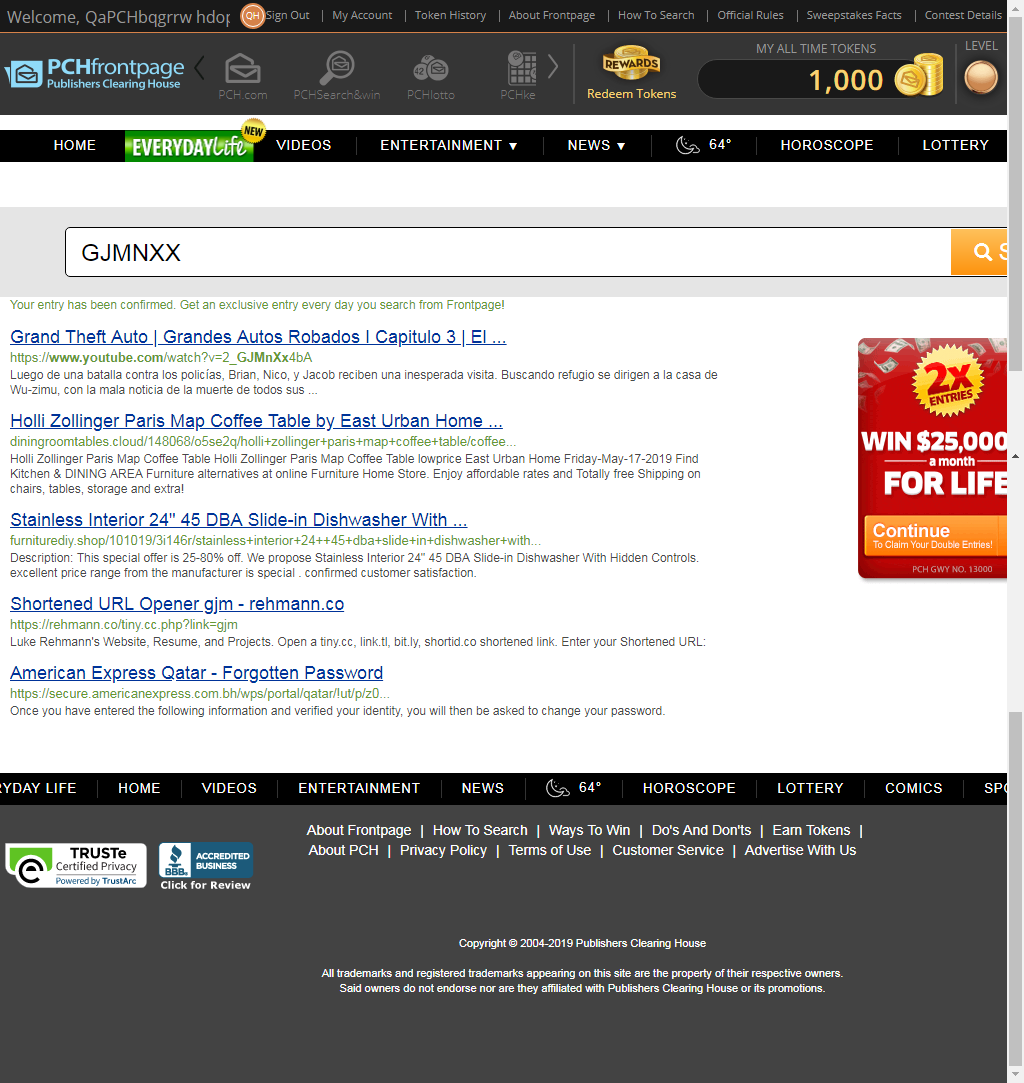 Welcome, QaPCHbqgrrw hdop
QH
Sign Out | My Account | Token History | About Frontpage | How To Search | Official Rules | Sweepstakes Facts | Contest Details
PCHfrontpage
Publishers Clearing House
PCH.com
PCHSearch&win
42
PCHlotto
PCHke
REWARDS
Redeem Tokens
MY ALL TIME TOKENS
1,000
LEVEL
HOME
EVERYDAY Life
NEW
VIDEOS
ENTERTAINMENT ▼
NEWS ▼
64°
HOROSCOPE
LOTTERY
GJMNXX
S
Your entry has been confirmed. Get an exclusive entry every day you search from Frontpage!
Grand Theft Auto | Grandes Autos Robados I Capitulo 3 | El ...
https://www.youtube.com/watch?v=2_GJMnXx4bA
Luego de una batalla contra los policías, Brian, Nico, y Jacob reciben una inesperada visita. Buscando refugio se dirigen a la casa de
Wu-zimu, con la mala noticia de la muerte de todos sus ...
Holli Zollinger Paris Map Coffee Table by East Urban Home ...
diningroomtables.cloud/148068/o5se2q/holli+zollinger+paris+map+coffee+table/coffee...
Holli Zollinger Paris Map Coffee Table Holli Zollinger Paris Map Coffee Table lowprice East Urban Home Friday-May-17-2019 Find
Kitchen & DINING AREA Furniture alternatives at online Furniture Home Store. Enjoy affordable rates and Totally free Shipping on
chairs, tables, storage and extra!
Stainless Interior 24" 45 DBA Slide-in Dishwasher With ...
furniturediy.shop/101019/3i146r/stainless+interior+24++45+dba+slide+in+dishwasher+with...
Description: This special offer is 25-80% off. We propose Stainless Interior 24" 45 DBA Slide-in Dishwasher With Hidden Controls.
excellent price range from the manufacturer is special . confirmed customer satisfaction.
Shortened URL Opener gjm - rehmann.co
https://rehmann.co/tiny.cc.php?link=gjm
Luke Rehmann's Website, Resume, and Projects. Open a tiny.cc, link.tl, bit.ly, shortid.co shortened link. Enter your Shortened URL:
American Express Qatar - Forgotten Password
https://secure.americanexpress.com.bh/wps/portal/qatar/!ut/p/z0...
Once you have entered the following information and verified your identity, you will then be asked to change your password.
2X
ENTRIES
WIN $25,000
a month
FOR LIFE
Continue
To Claim Your Double Entries!
PCH GWY NO. 13000
RYDAY LIFE
HOME
VIDEOS
ENTERTAINMENT
NEWS
64°
HOROSCOPE
LOTTERY
COMICS
SPO
About Frontpage | How To Search | Ways To Win | Do's And Don'ts | Earn Tokens |
About PCH | Privacy Policy | Terms of Use | Customer Service | Advertise With Us
TRUSTe
Certified Privacy
Powered by TrustArc
BBB.
ACCREDITED
BUSINESS
Click for Review
Copyright © 2004-2019 Publishers Clearing House
All trademarks and registered trademarks appearing on this site are the property of their respective owners.
Said owners do not endorse nor are they affiliated with Publishers Clearing House or its promotions.